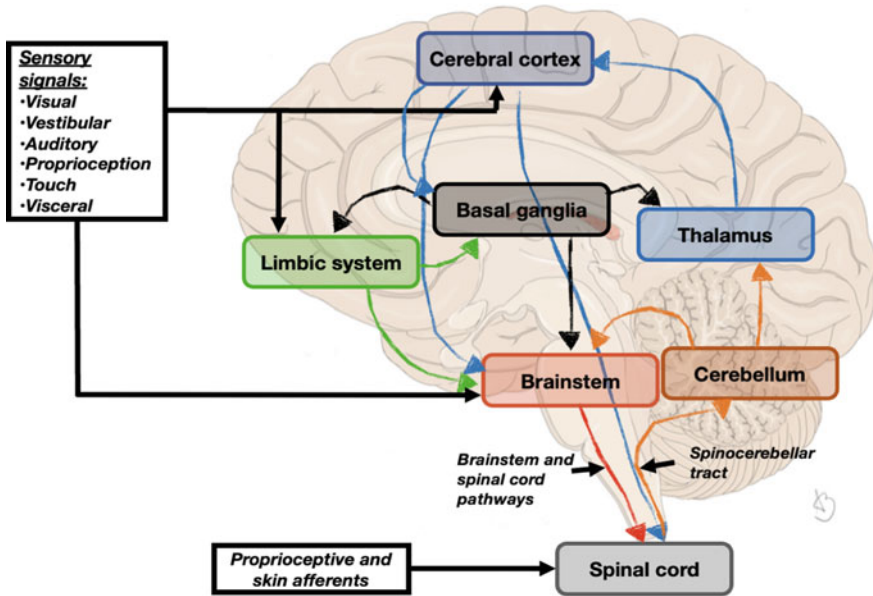 Sensory
signals:
•Visual
•Vestibular
•Auditory
•Proprioception
•Touch
•Visceral
Cerebral cortex
Basal ganglia
Thalamus
Limbic system
Brainstem
Cerebellum
Brainstem and
spinal cord
pathways
Spinocerebellar
tract
Proprioceptive and
skin afferents
Spinal cord